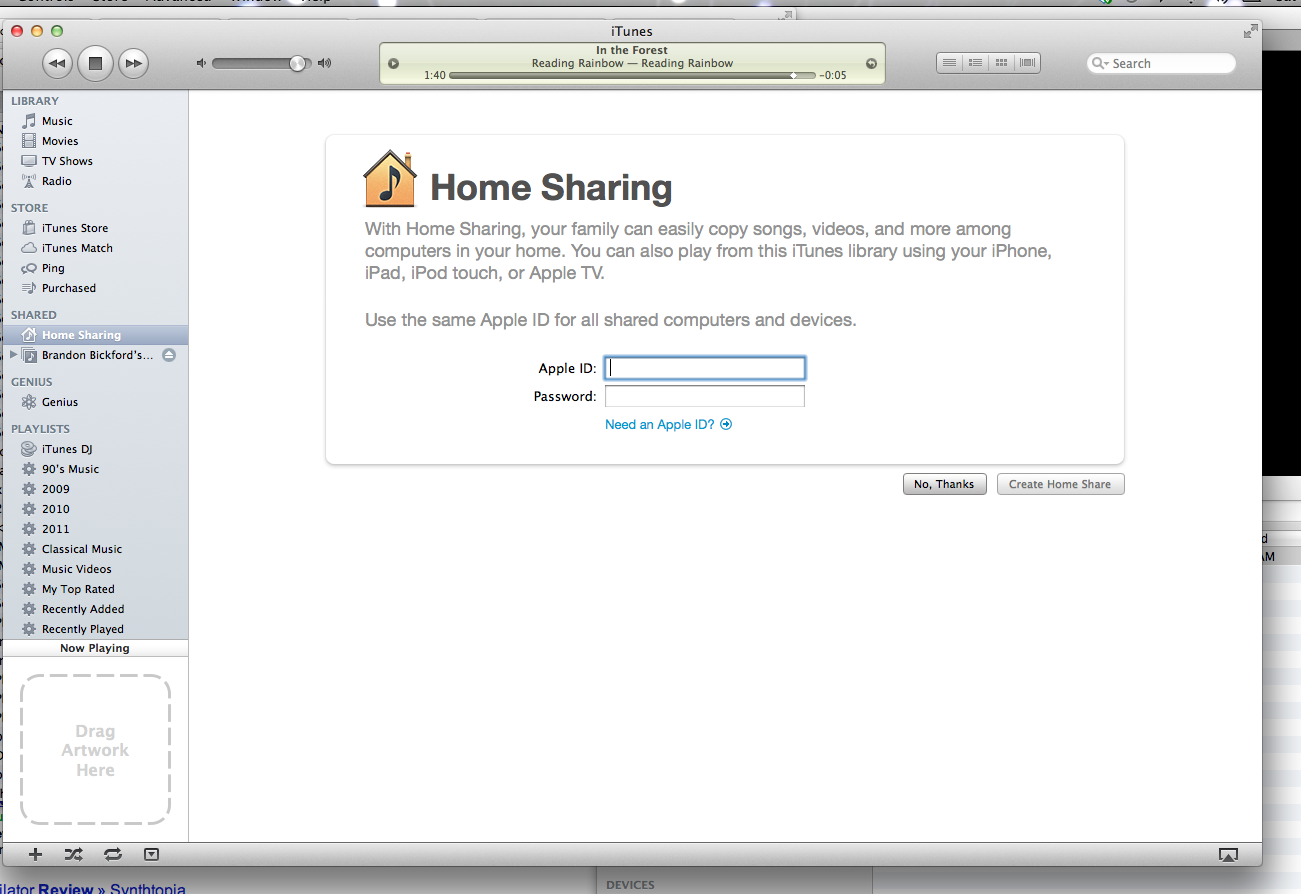 iTunes
In the Forest
Reading Rainbow — Reading Rainbow
1:40
-0:05
Search
LIBRARY
Music
Movies
TV Shows
Radio
STORE
iTunes Store
iTunes Match
Ping
Purchased
SHARED
Home Sharing
Brandon Bickford's...
GENIUS
Genius
PLAYLISTS
iTunes DJ
90's Music
2009
2010
2011
Classical Music
Music Videos
My Top Rated
Recently Added
Recently Played
Now Playing
Drag
Artwork
Here
Home Sharing
With Home Sharing, your family can easily copy songs, videos, and more among
computers in your home. You can also play from this iTunes library using your iPhone,
iPad, iPod touch, or Apple TV.
Use the same Apple ID for all shared computers and devices.
Apple ID:
Password:
Need an Apple ID?
No, Thanks
Create Home Share
AM
Review » Synthtopia
DEVICES